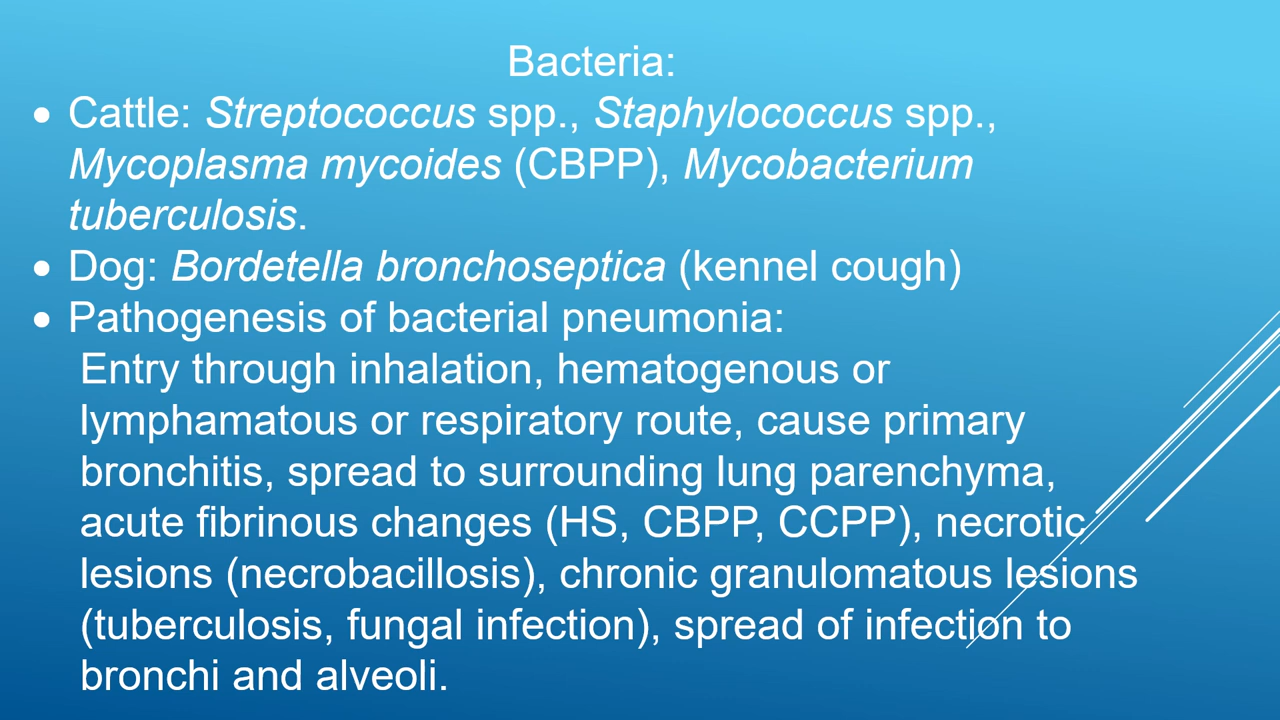 Bacteria:
• Cattle: Streptococcus spp., Staphylococcus spp.,
Mycoplasma mycoides (CBPP), Mycobacterium
tuberculosis.
• Dog: Bordetella bronchoseptica (kennel cough)
• Pathogenesis of bacterial pneumonia:
Entry through inhalation, hematogenous or
lymphamatous or respiratory route, cause primary
bronchitis, spread to surrounding lung parenchyma,
acute fibrinous changes (HS, CBPP, CCPP), necrotic
lesions (necrobacillosis), chronic granulomatous lesions
(tuberculosis, fungal infection), spread of infection to
bronchi and alveoli.